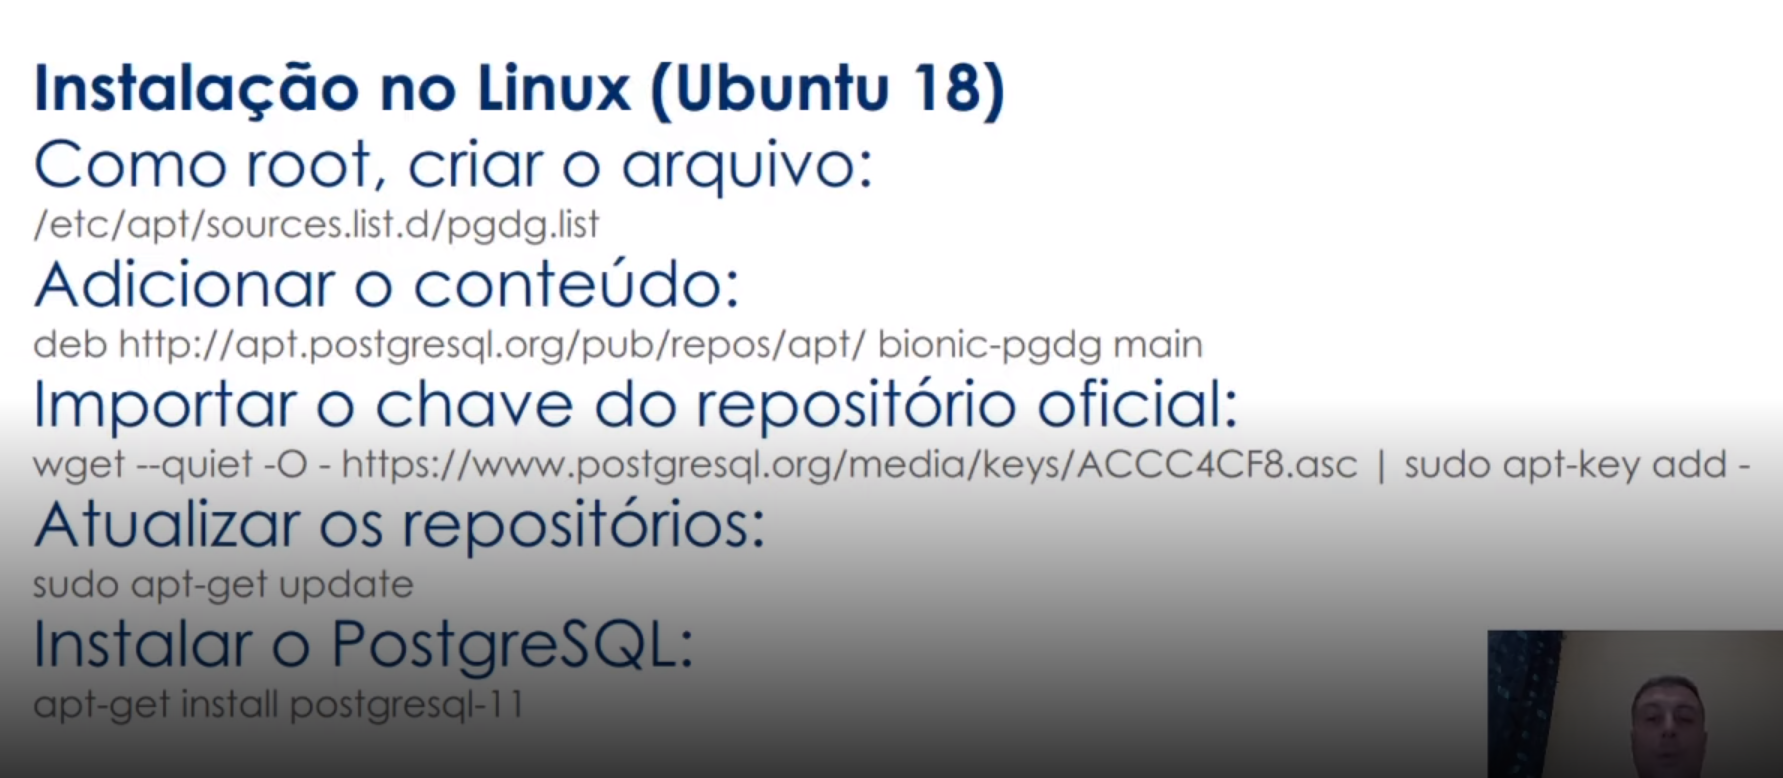 Instalação no Linux (Ubuntu 18)
Como root, criar o arquivo:
/etc/apt/sources.list.d/pgdg.list
Adicionar o conteúdo:
deb http://apt.postgresql.org/pub/repos/apt/ bionic-pgdg main
Importar o chave do repositório oficial:
wget --quiet -O - https://www.postgresql.org/media/keys/ACCC4CF8.asc | sudo apt-key add -
Atualizar os repositórios:
sudo apt-get update
Instalar o PostgreSQL:
apt-get install postgresql-11